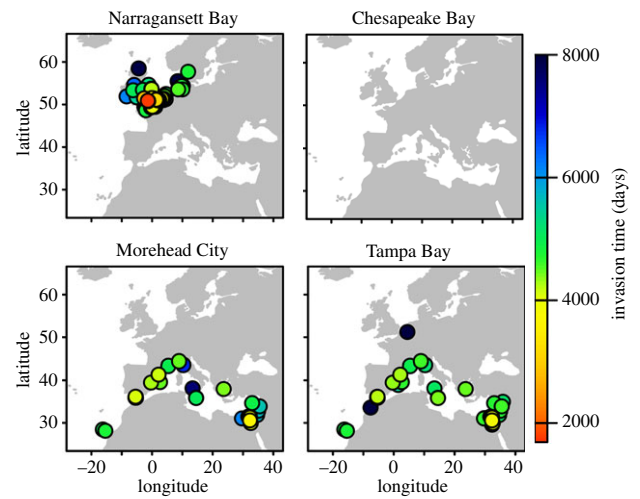 Narragansett Bay
Chesapeake Bay
60
50
40
30
latitude
Morehead City
Tampa Bay
60
50
40
30
latitude
−20 0 20 40
longitude
−20 0 20 40
longitude
8000
6000
4000
2000
invasion time (days)